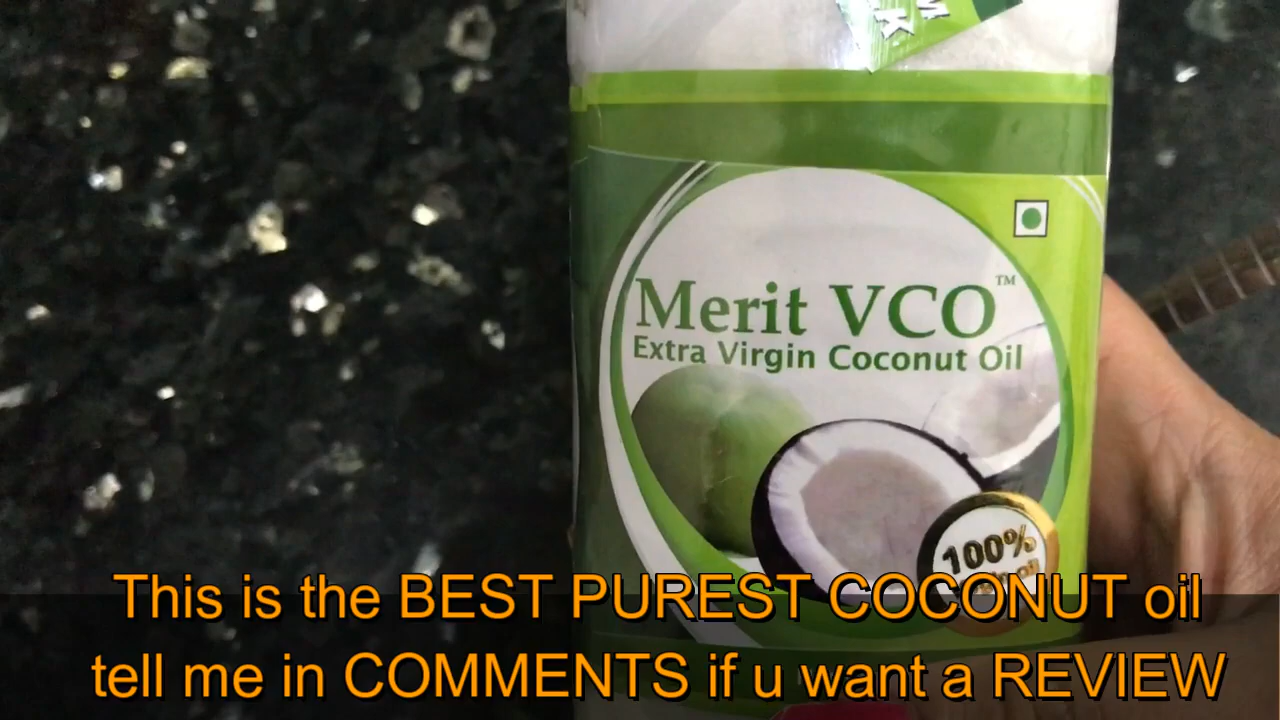 Merit VCO™
Extra Virgin Coconut Oil
100%
This is the BEST PUREST COCONUT oil
tell me in COMMENTS if u want a REVIEW